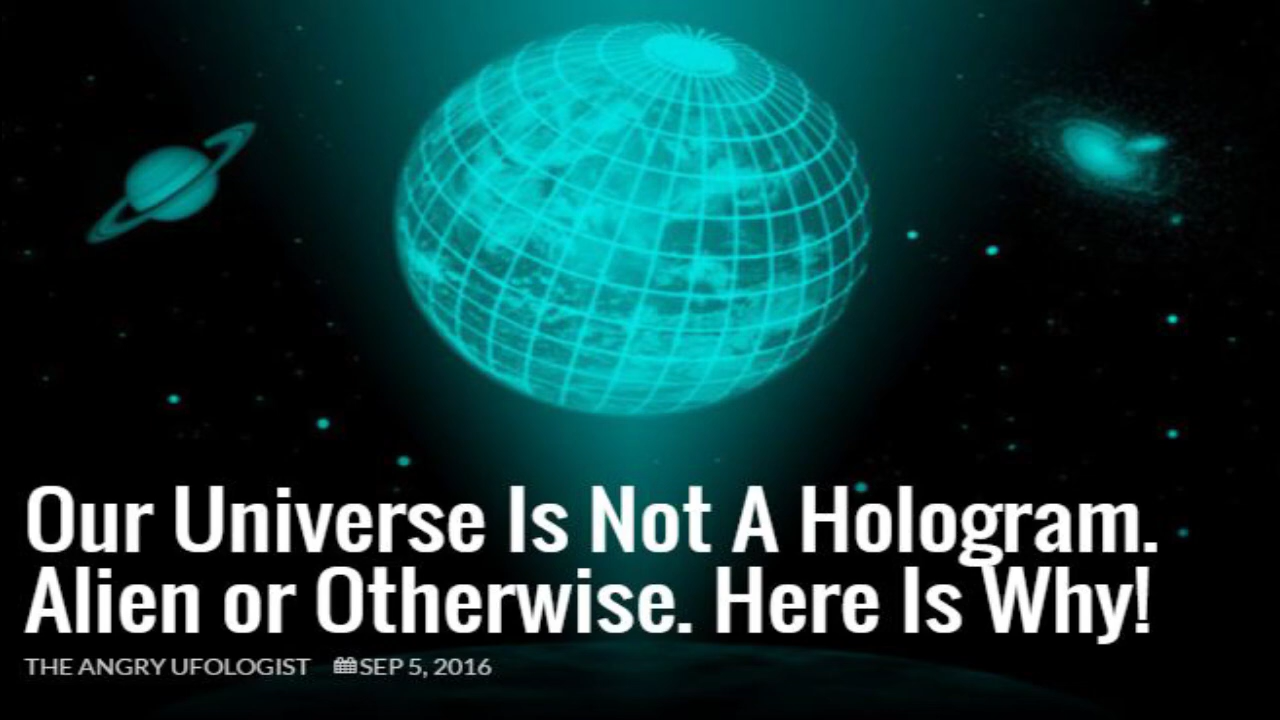 Our Universe Is Not A Hologram.
Alien or Otherwise. Here Is Why!
THE ANGRY UFOLOGIST SEP 5, 2016